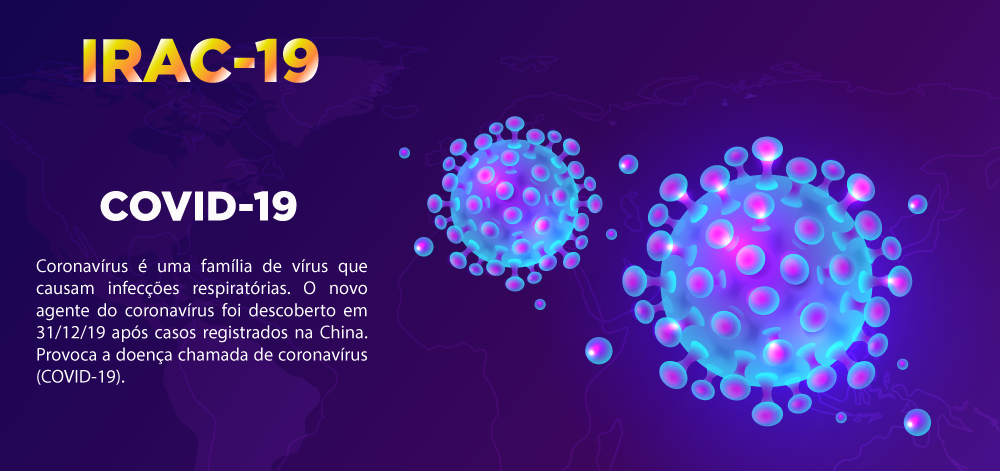 IRAC-19
COVID-19
Coronavírus é uma família de vírus que
causam infecções respiratórias. O novo
agente do coronavírus foi descoberto em
31/12/19 após casos registrados na China.
Provoca a doença chamada de coronavírus
(COVID-19).